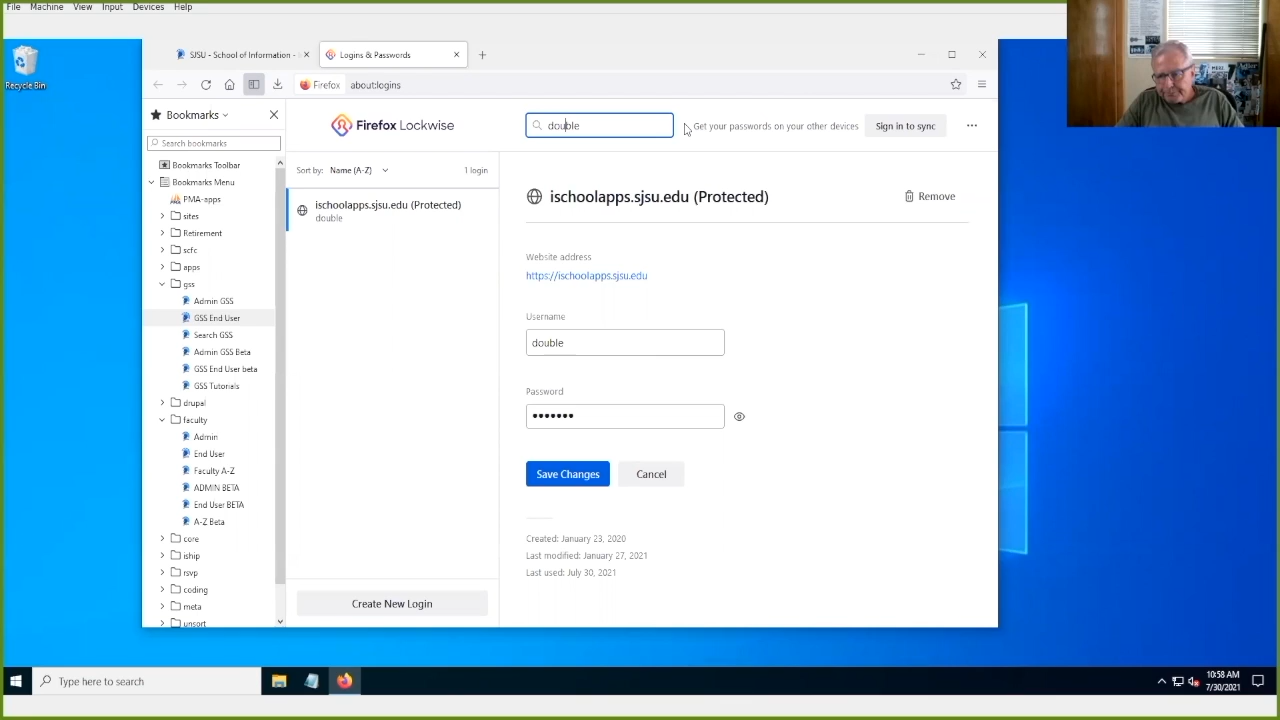 File Machine View Input Devices Help
Recycle Bin
SJSU - School of Information - 
Logins & Passwords
Firefox about:logins
Bookmarks
Search bookmarks
Bookmarks Toolbar
Bookmarks Menu
PMA-apps
sites
Retirement
scfc
apps
gss
Admin GSS
GSS End User
Search GSS
Admin GSS Beta
GSS End User beta
GSS Tutorials
drupal
faculty
Admin
End User
Faculty A-Z
ADMIN BETA
End User BETA
A-Z Beta
core
iship
rsvp
coding
meta
unsort
Firefox Lockwise
double
Get your passwords on your other devices
Sign in to sync
Sort by: Name (A-Z)
1 login
ischoolapps.sjsu.edu (Protected)
double
Create New Login
ischoolapps.sjsu.edu (Protected)
Remove
Website address
https://ischoolapps.sjsu.edu
Username
double
Password
•••••••
Save Changes
Cancel
Created: January 23, 2020
Last modified: January 27, 2021
Last used: July 30, 2021
Type here to search
10:58 AM
7/30/2021
Adler